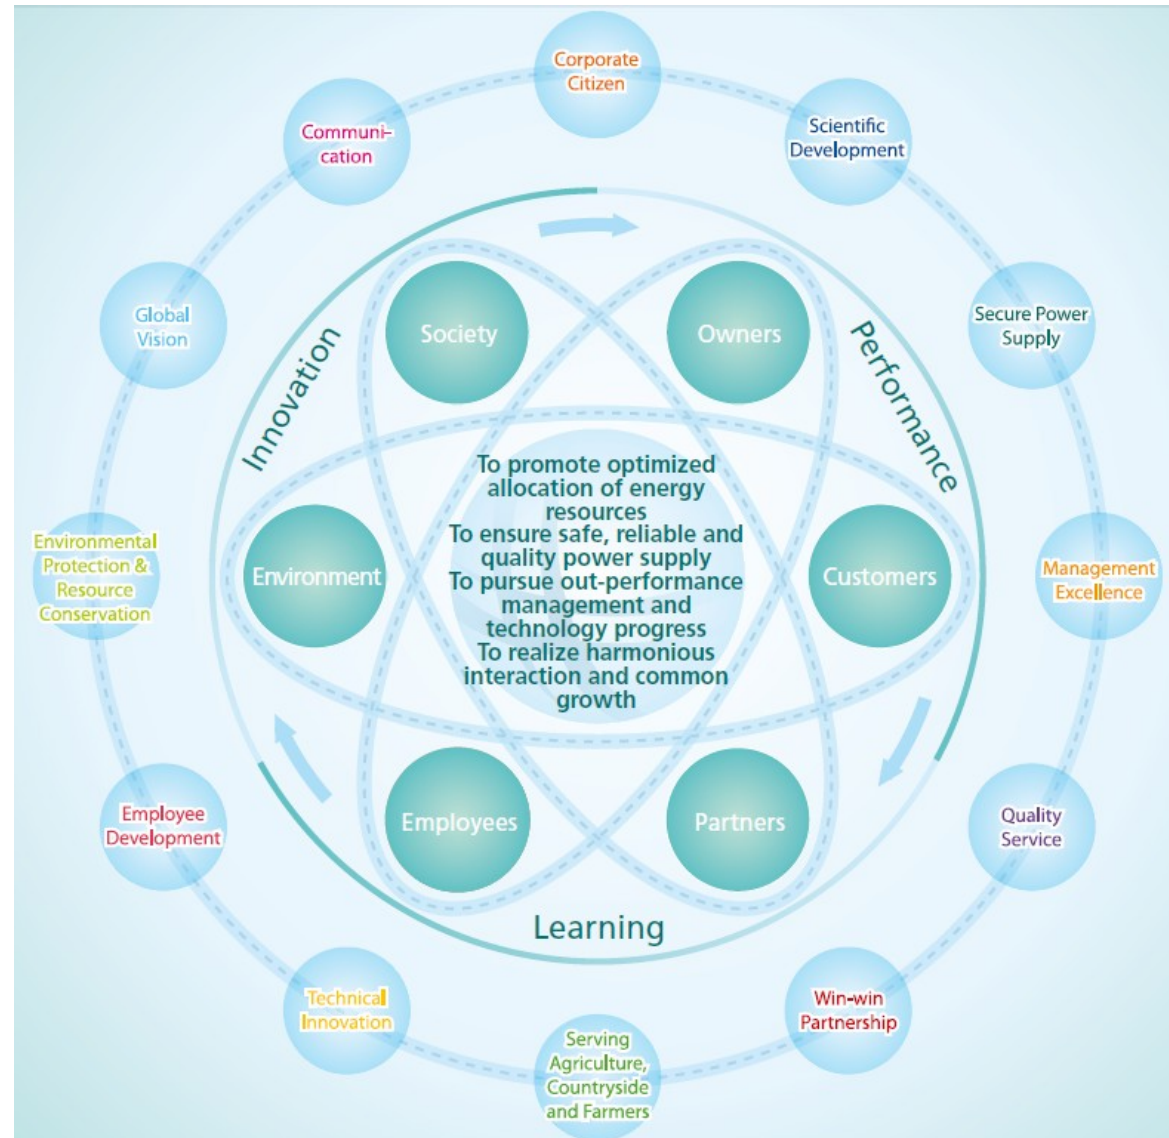 Corporate
Citizen
Scientific
Development
Communi-
cation
Secure Power
Supply
Global
Vision
Innovation
Performance
Society
Owners
To promote optimized
allocation of energy
resources
To ensure safe, reliable and
quality power supply
To pursue out-performance
management and
technology progress
To realize harmonious
interaction and common
growth
Environment
Customers
Environmental
Protection &
Resource
Conservation
Management
Excellence
Employees
Partners
Employee
Development
Quality
Service
Learning
Technical
Innovation
Win-win
Partnership
Serving
Agriculture,
Countryside
and Farmers